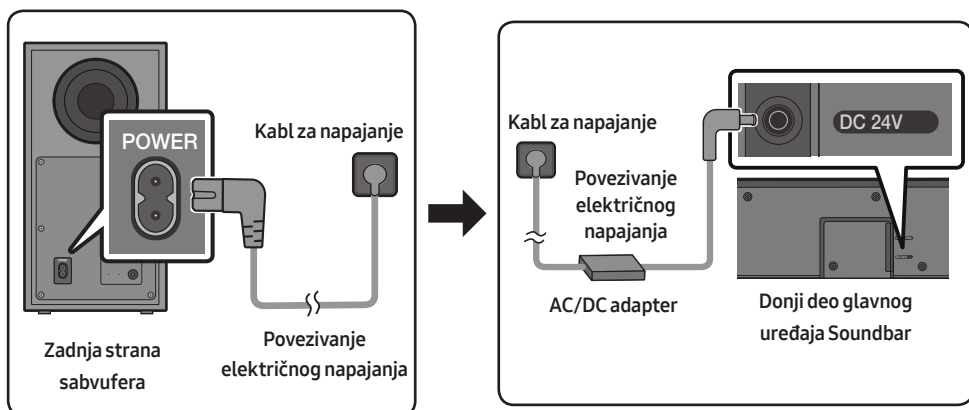 POWER
Kabl za napajanje
Zadnja strana
sabvufera
Povezivanje
električnog napajanja
Kabl za napajanje
Povezivanje
električnog
napajanja
AC/DC adapter
DC 24V
Donji deo glavnog
uređaja Soundbar